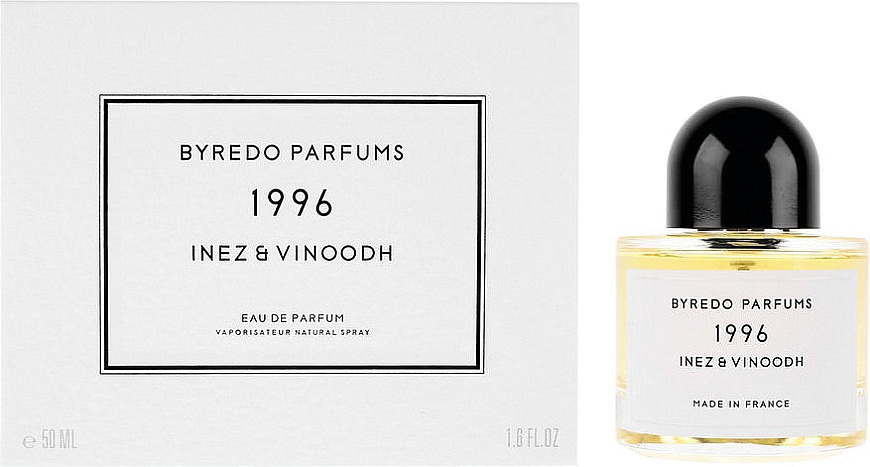 BYREDO PARFUMS
1996
INEZ & VINOODH
EAU DE PARFUM
VAPORISATEUR NATURAL SPRAY
℮ 50 ML
1.6 FL.OZ
BYREDO PARFUMS
1996
INEZ & VINOODH
MADE IN FRANCE